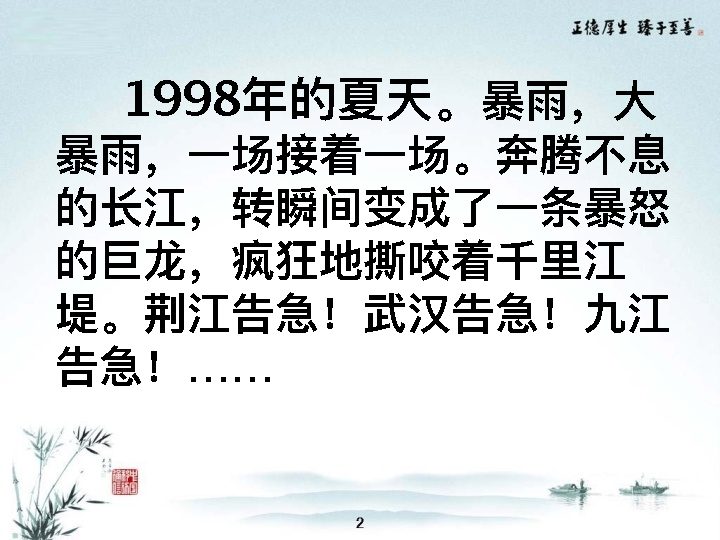 正德厚生 臻于至善
1998年的夏天。暴雨，大
暴雨，一场接着一场。奔腾不息
的长江，转瞬间变成了一条暴怒
的巨龙，疯狂地撕咬着千里江
堤。荆江告急！武汉告急！九江
告急！……
2